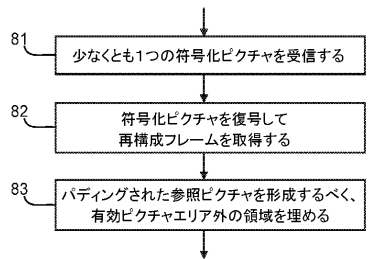 81
少なくとも1つの符号化ピクチャを受信する
82
符号化ピクチャを復号して
再構成フレームを取得する
83
パディングされた参照ピクチャを形成するべく、
有効ピクチャエリア外の領域を埋める